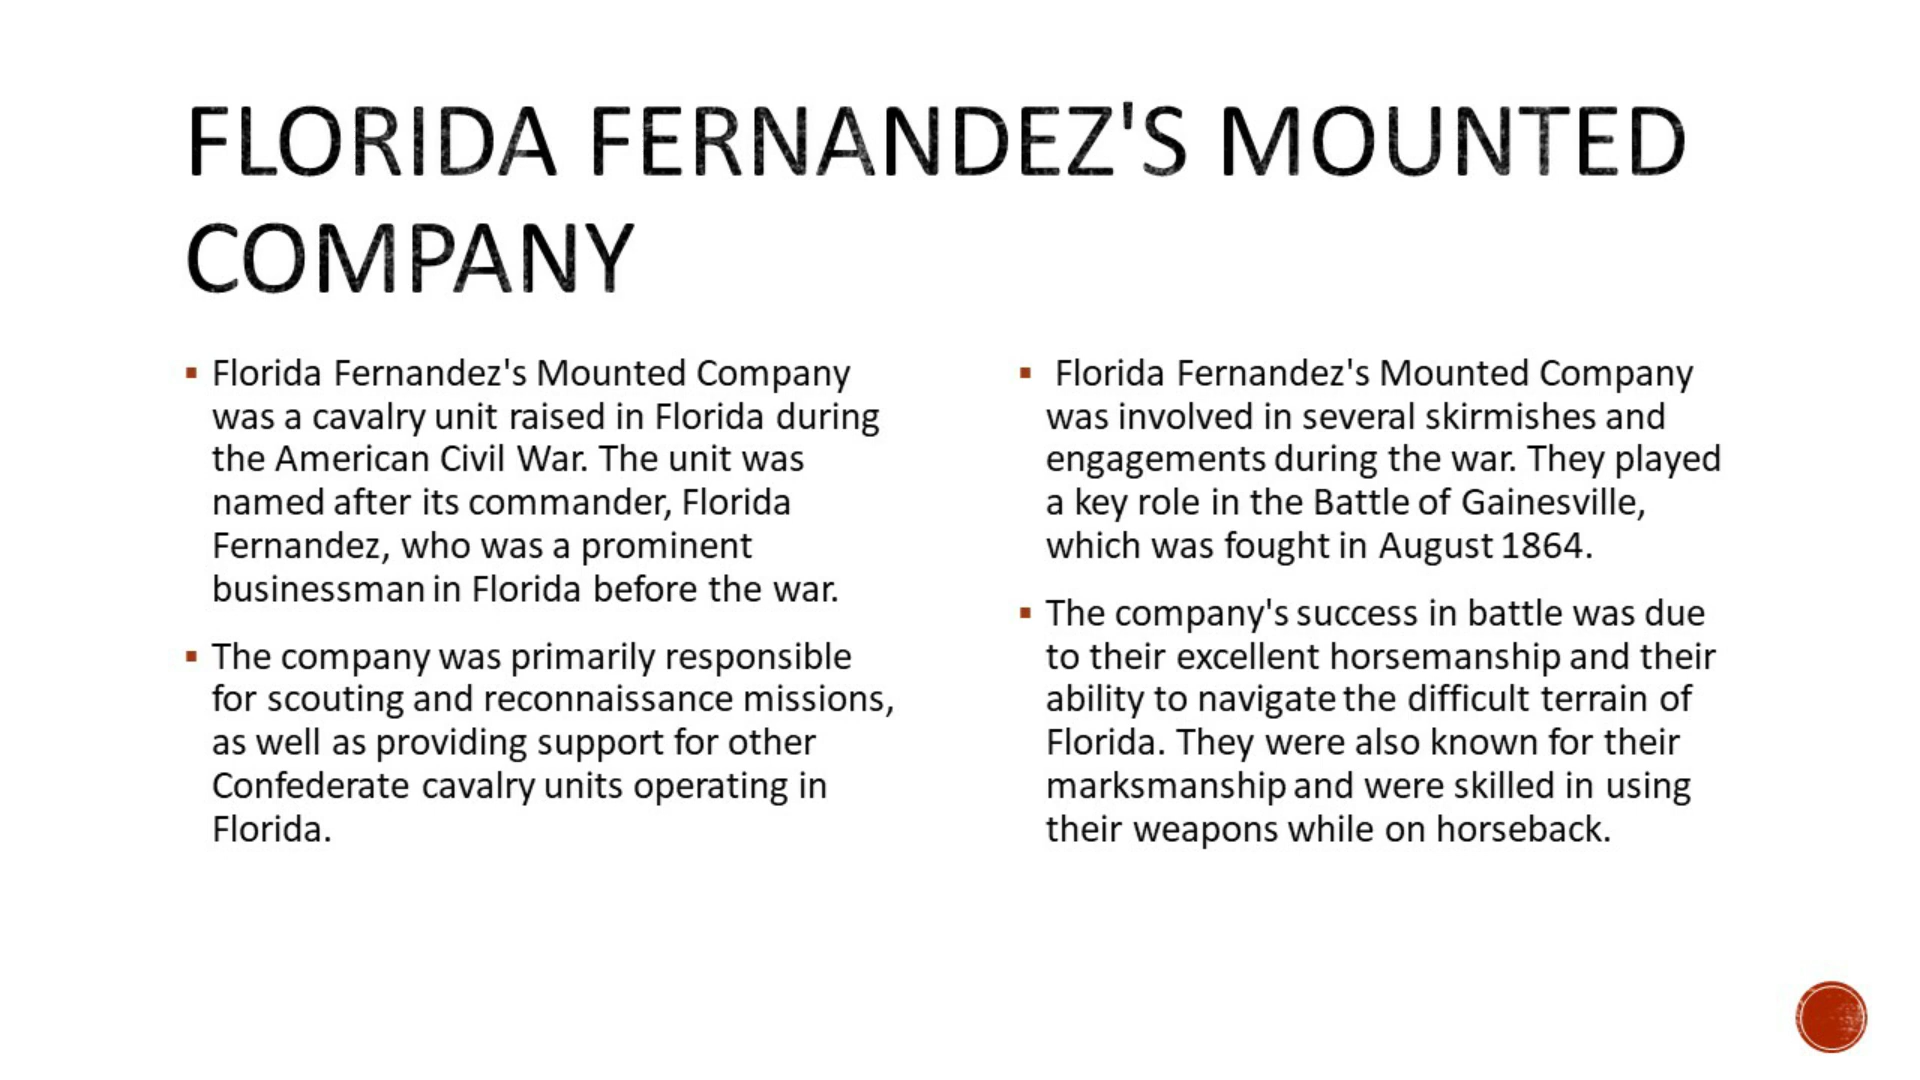 FLORIDA FERNANDEZ'S MOUNTED
COMPANY
Florida Fernandez's Mounted Company
was a cavalry unit raised in Florida during
the American Civil War. The unit was
named after its commander, Florida
Fernandez, who was a prominent
businessman in Florida before the war.
The company was primarily responsible
for scouting and reconnaissance missions,
as well as providing support for other
Confederate cavalry units operating in
Florida.
Florida Fernandez's Mounted Company
was involved in several skirmishes and
engagements during the war. They played
a key role in the Battle of Gainesville,
which was fought in August 1864.
The company's success in battle was due
to their excellent horsemanship and their
ability to navigate the difficult terrain of
Florida. They were also known for their
marksmanship and were skilled in using
their weapons while on horseback.